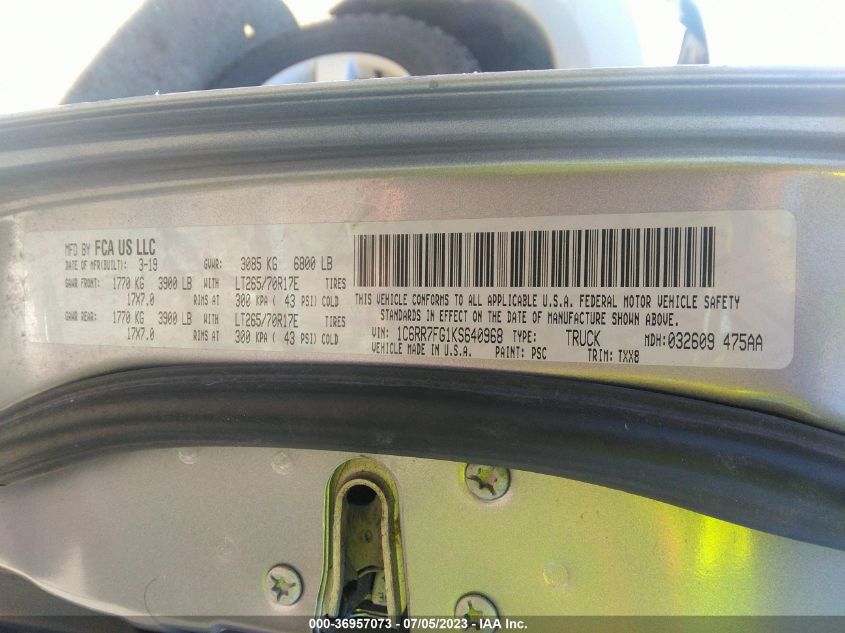 MFD BY FCA US LLC
DATE OF MFR(BUILT): 3-19 GVWR: 3085 KG 6800 LB
GAWR FRONT: 1770 KG 3900 LB WITH LT265/70R17E TIRES
17X7.0 RIMS AT 300 KPA ( 43 PSI) COLD
GAWR REAR: 1770 KG 3900 LB WITH LT265/70R17E TIRES
17X7.0 RIMS AT 300 KPA ( 43 PSI) COLD
THIS VEHICLE CONFORMS TO ALL APPLICABLE U.S.A. FEDERAL MOTOR VEHICLE SAFETY
STANDARDS IN EFFECT ON THE DATE OF MANUFACTURE SHOWN ABOVE.
VIN: 1C6RR7FG1KS640968 TYPE: TRUCK MDH:032609 475AA
VEHICLE MADE IN U.S.A. PAINT: PSC TRIM: TXX8
000-36957073 / 07/05/2023 - IAA Inc.